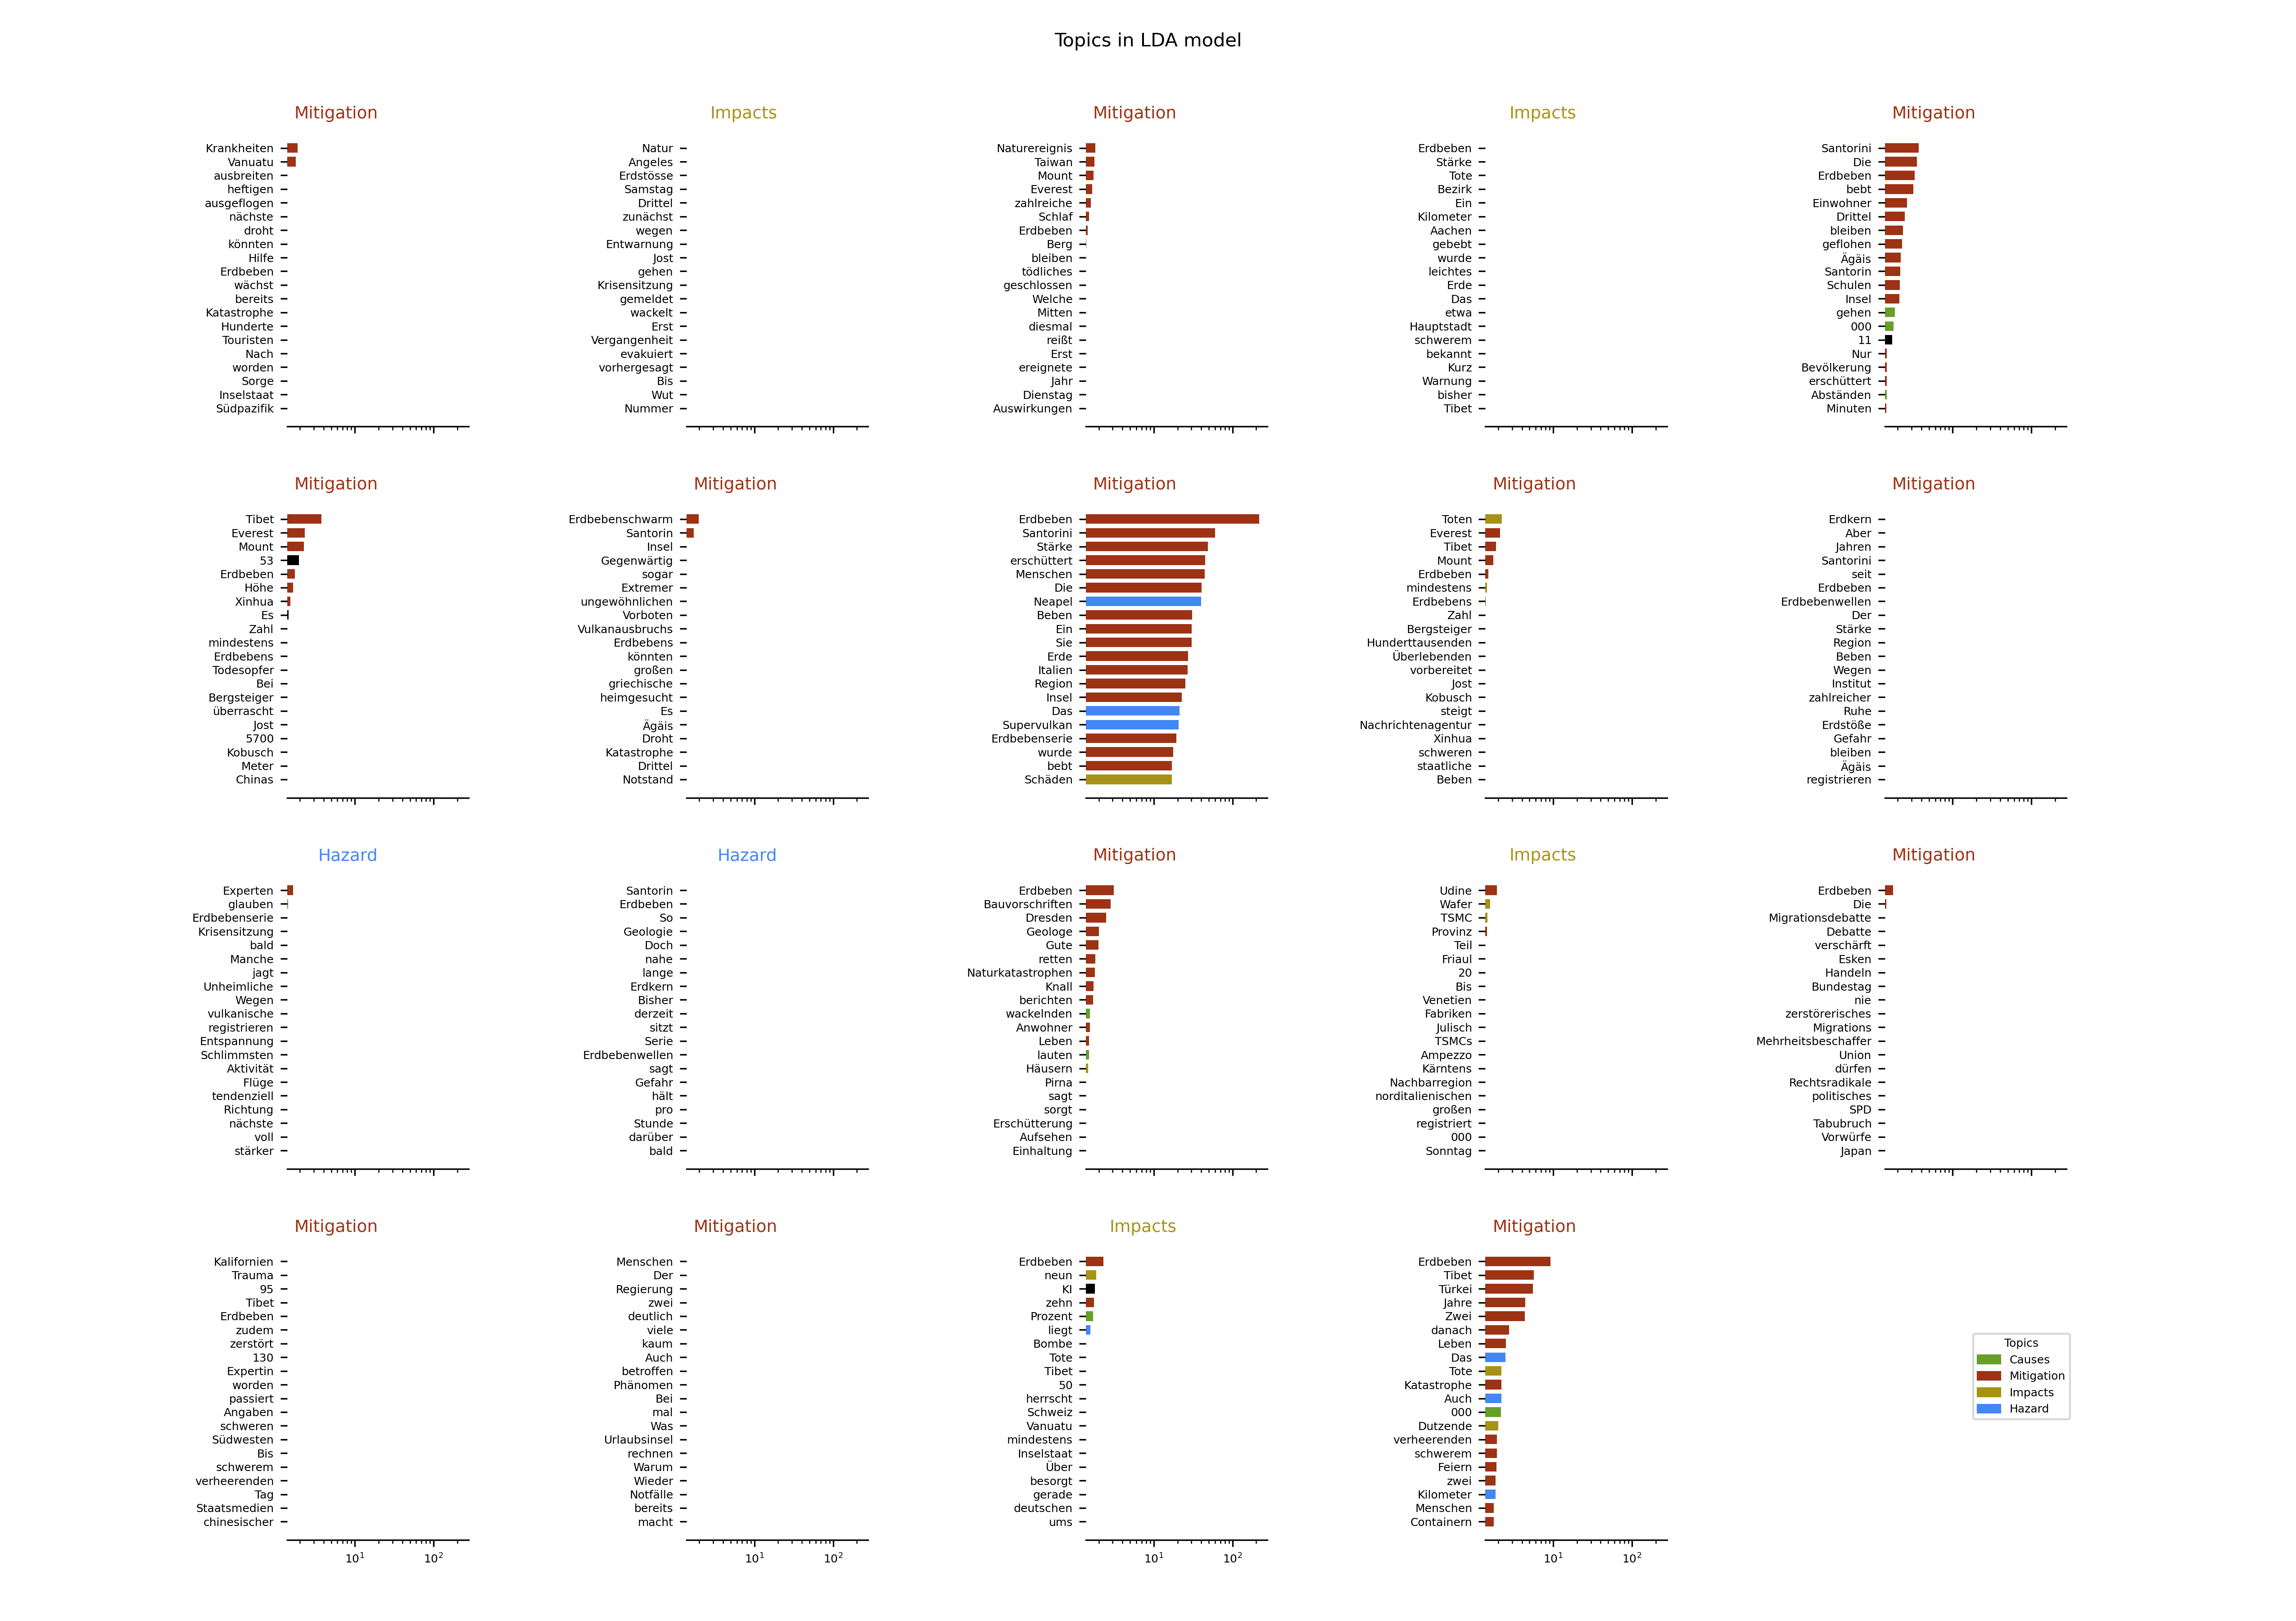 Topics in LDA model
Mitigation
Krankheiten
Vanuatu
ausbreiten
heftigen
ausgeflogen
nächste
droht
könnten
Hilfe
Erdbeben
wächst
bereits
Katastrophe
Hunderte
Touristen
Nach
worden
Sorge
Inselstaat
Südpazifik
Impacts
Natur
Angeles
Erdstösse
Samstag
Drittel
zunächst
wegen
Entwarnung
Jost
gehen
Krisensitzung
gemeldet
wackelt
Erst
Vergangenheit
evakuiert
vorhergesagt
Bis
Wut
Nummer
Mitigation
Naturereignis
Taiwan
Mount
Everest
zahlreiche
Schlaf
Erdbeben
Berg
bleiben
tödliches
geschlossen
Welche
Mitten
diesmal
reißt
Erst
ereignete
Jahr
Dienstag
Auswirkungen
Impacts
Erdbeben
Stärke
Tote
Bezirk
Ein
Kilometer
Aachen
gebebt
wurde
leichtes
Erde
Das
etwa
Hauptstadt
schwerem
bekannt
Kurz
Warnung
bisher
Tibet
Mitigation
Santorini
Die
Erdbeben
bebt
Einwohner
Drittel
bleiben
geflohen
Ägäis
Santorin
Schulen
Insel
gehen
000
11
Nur
Bevölkerung
erschüttert
Abständen
Minuten
Mitigation
Tibet
Everest
Mount
53
Erdbeben
Höhe
Xinhua
Es
Zahl
mindestens
Erdbebens
Todesopfer
Bei
Bergsteiger
überrascht
Jost
5700
Kobusch
Meter
Chinas
Mitigation
Erdbebenschwarm
Santorin
Insel
Gegenwärtig
sogar
Extremer
ungewöhnlichen
Vorboten
Vulkanausbruchs
Erdbebens
könnten
großen
griechische
heimgesucht
Es
Ägäis
Droht
Katastrophe
Drittel
Notstand
Mitigation
Erdbeben
Santorini
Stärke
erschüttert
Menschen
Die
Neapel
Beben
Ein
Sie
Erde
Italien
Region
Insel
Das
Supervulkan
Erdbebenserie
wurde
bebt
Schäden
Mitigation
Toten
Everest
Tibet
Mount
Erdbeben
mindestens
Erdbebens
Zahl
Bergsteiger
Hunderttausenden
Überlebenden
vorbereitet
Jost
Kobusch
steigt
Nachrichtenagentur
Xinhua
schweren
staatliche
Beben
Mitigation
Erdkern
Aber
Jahren
Santorini
seit
Erdbeben
Erdbebenwellen
Der
Stärke
Region
Beben
Wegen
Institut
zahlreicher
Ruhe
Erdstöße
Gefahr
bleiben
Ägäis
registrieren
Hazard
Experten
glauben
Erdbebenserie
Krisensitzung
bald
Manche
jagt
Unheimliche
Wegen
vulkanische
registrieren
Entspannung
Schlimmsten
Aktivität
Flüge
tendenziell
Richtung
nächste
voll
stärker
Hazard
Santorin
Erdbeben
So
Geologie
Doch
nahe
lange
Erdkern
Bisher
derzeit
sitzt
Serie
Erdbebenwellen
sagt
Gefahr
hält
pro
Stunde
darüber
bald
Mitigation
Erdbeben
Bauvorschriften
Dresden
Geologe
Gute
retten
Naturkatastrophen
Knall
berichten
wackelnden
Anwohner
Leben
lauten
Häusern
Pirna
sagt
sorgt
Erschütterung
Aufsehen
Einhaltung
Impacts
Udine
Wafer
TSMC
Provinz
Teil
Friaul
20
Bis
Venetien
Fabriken
Julisch
TSMCs
Ampezzo
Kärntens
Nachbarregion
norditalienischen
großen
registriert
000
Sonntag
Mitigation
Erdbeben
Die
Migrationsdebatte
Debatte
verschärft
Esken
Handeln
Bundestag
nie
zerstörerisches
Migrations
Mehrheitsbeschaffer
Union
dürfen
Rechtsradikale
politisches
SPD
Tabubruch
Vorwürfe
Japan
Mitigation
Kalifornien
Trauma
95
Tibet
Erdbeben
zudem
zerstört
130
Expertin
worden
passiert
Angaben
schweren
Südwesten
Bis
schwerem
verheerenden
Tag
Staatsmedien
chinesischer
10¹ 10²
Mitigation
Menschen
Der
Regierung
zwei
deutlich
viele
kaum
Auch
betroffen
Phänomen
Bei
mal
Was
Urlaubsinsel
rechnen
Warum
Wieder
Notfälle
bereits
macht
10¹ 10²
Impacts
Erdbeben
neun
KI
zehn
Prozent
liegt
Bombe
Tote
Tibet
50
herrscht
Schweiz
Vanuatu
mindestens
Inselstaat
Über
besorgt
gerade
deutschen
ums
10¹ 10²
Mitigation
Erdbeben
Tibet
Türkei
Jahre
Zwei
danach
Leben
Das
Tote
Katastrophe
Auch
000
Dutzende
verheerenden
schwerem
Feiern
zwei
Kilometer
Menschen
Containern
10¹ 10²
Topics
Causes
Mitigation
Impacts
Hazard